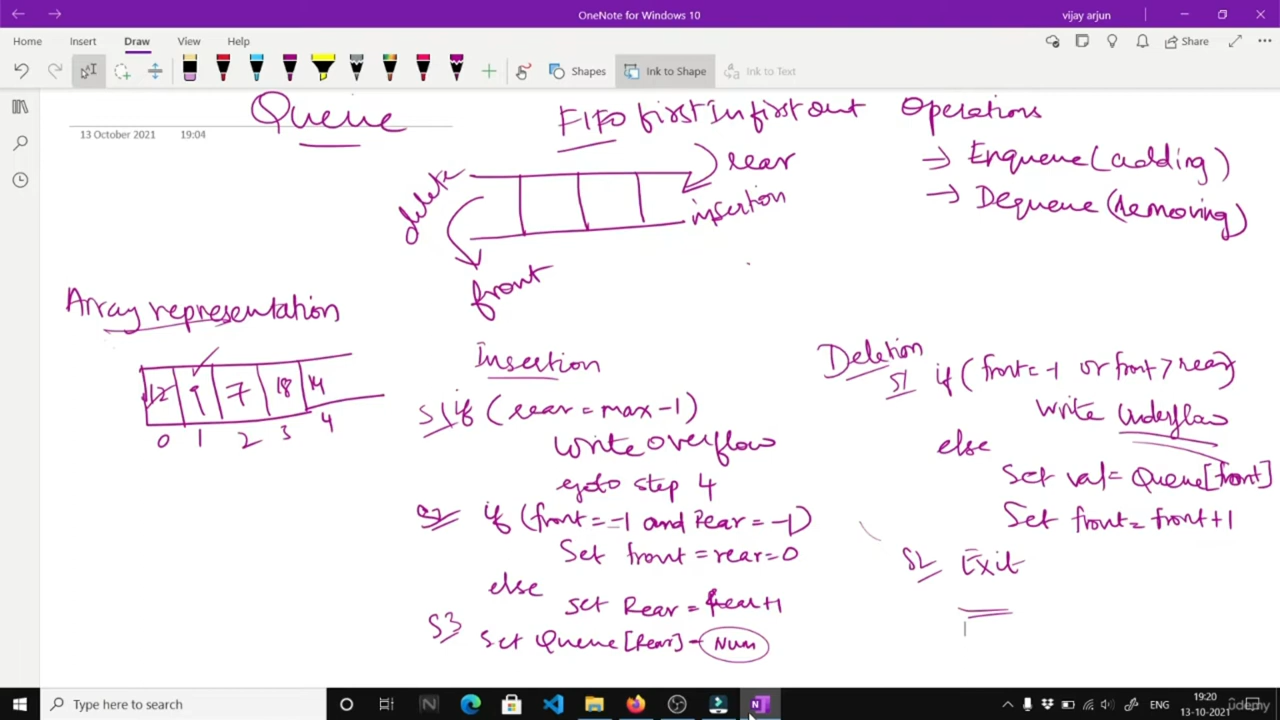 OneNote for Windows 10
vijay arjun
Home
Insert
Draw
View
Help
Share
Shapes
Ink to Shape
Ink to Text
Queue
13 October 2021
19:04
FIFO first In first out
Operations
→ Enqueue (adding)
→ Dequeue (removing)
rear
insertion
delete
front
Array representation
12 9 7 18 14
0 1 2 3 4
Insertion
S1 if (rear = max-1)
write overflow
goto step 4
S2 if (front = -1 and rear = -1)
Set front = rear = 0
else
set Rear = rear+1
S3
Set Queue[Rear] = Num
Deletion
S1 if (front = -1 or front > rear)
write Underflow
else
Set val = Queue[front]
Set front = front+1
S2 Exit
Type here to search
ENG
19:20
13-10-2021
udemy